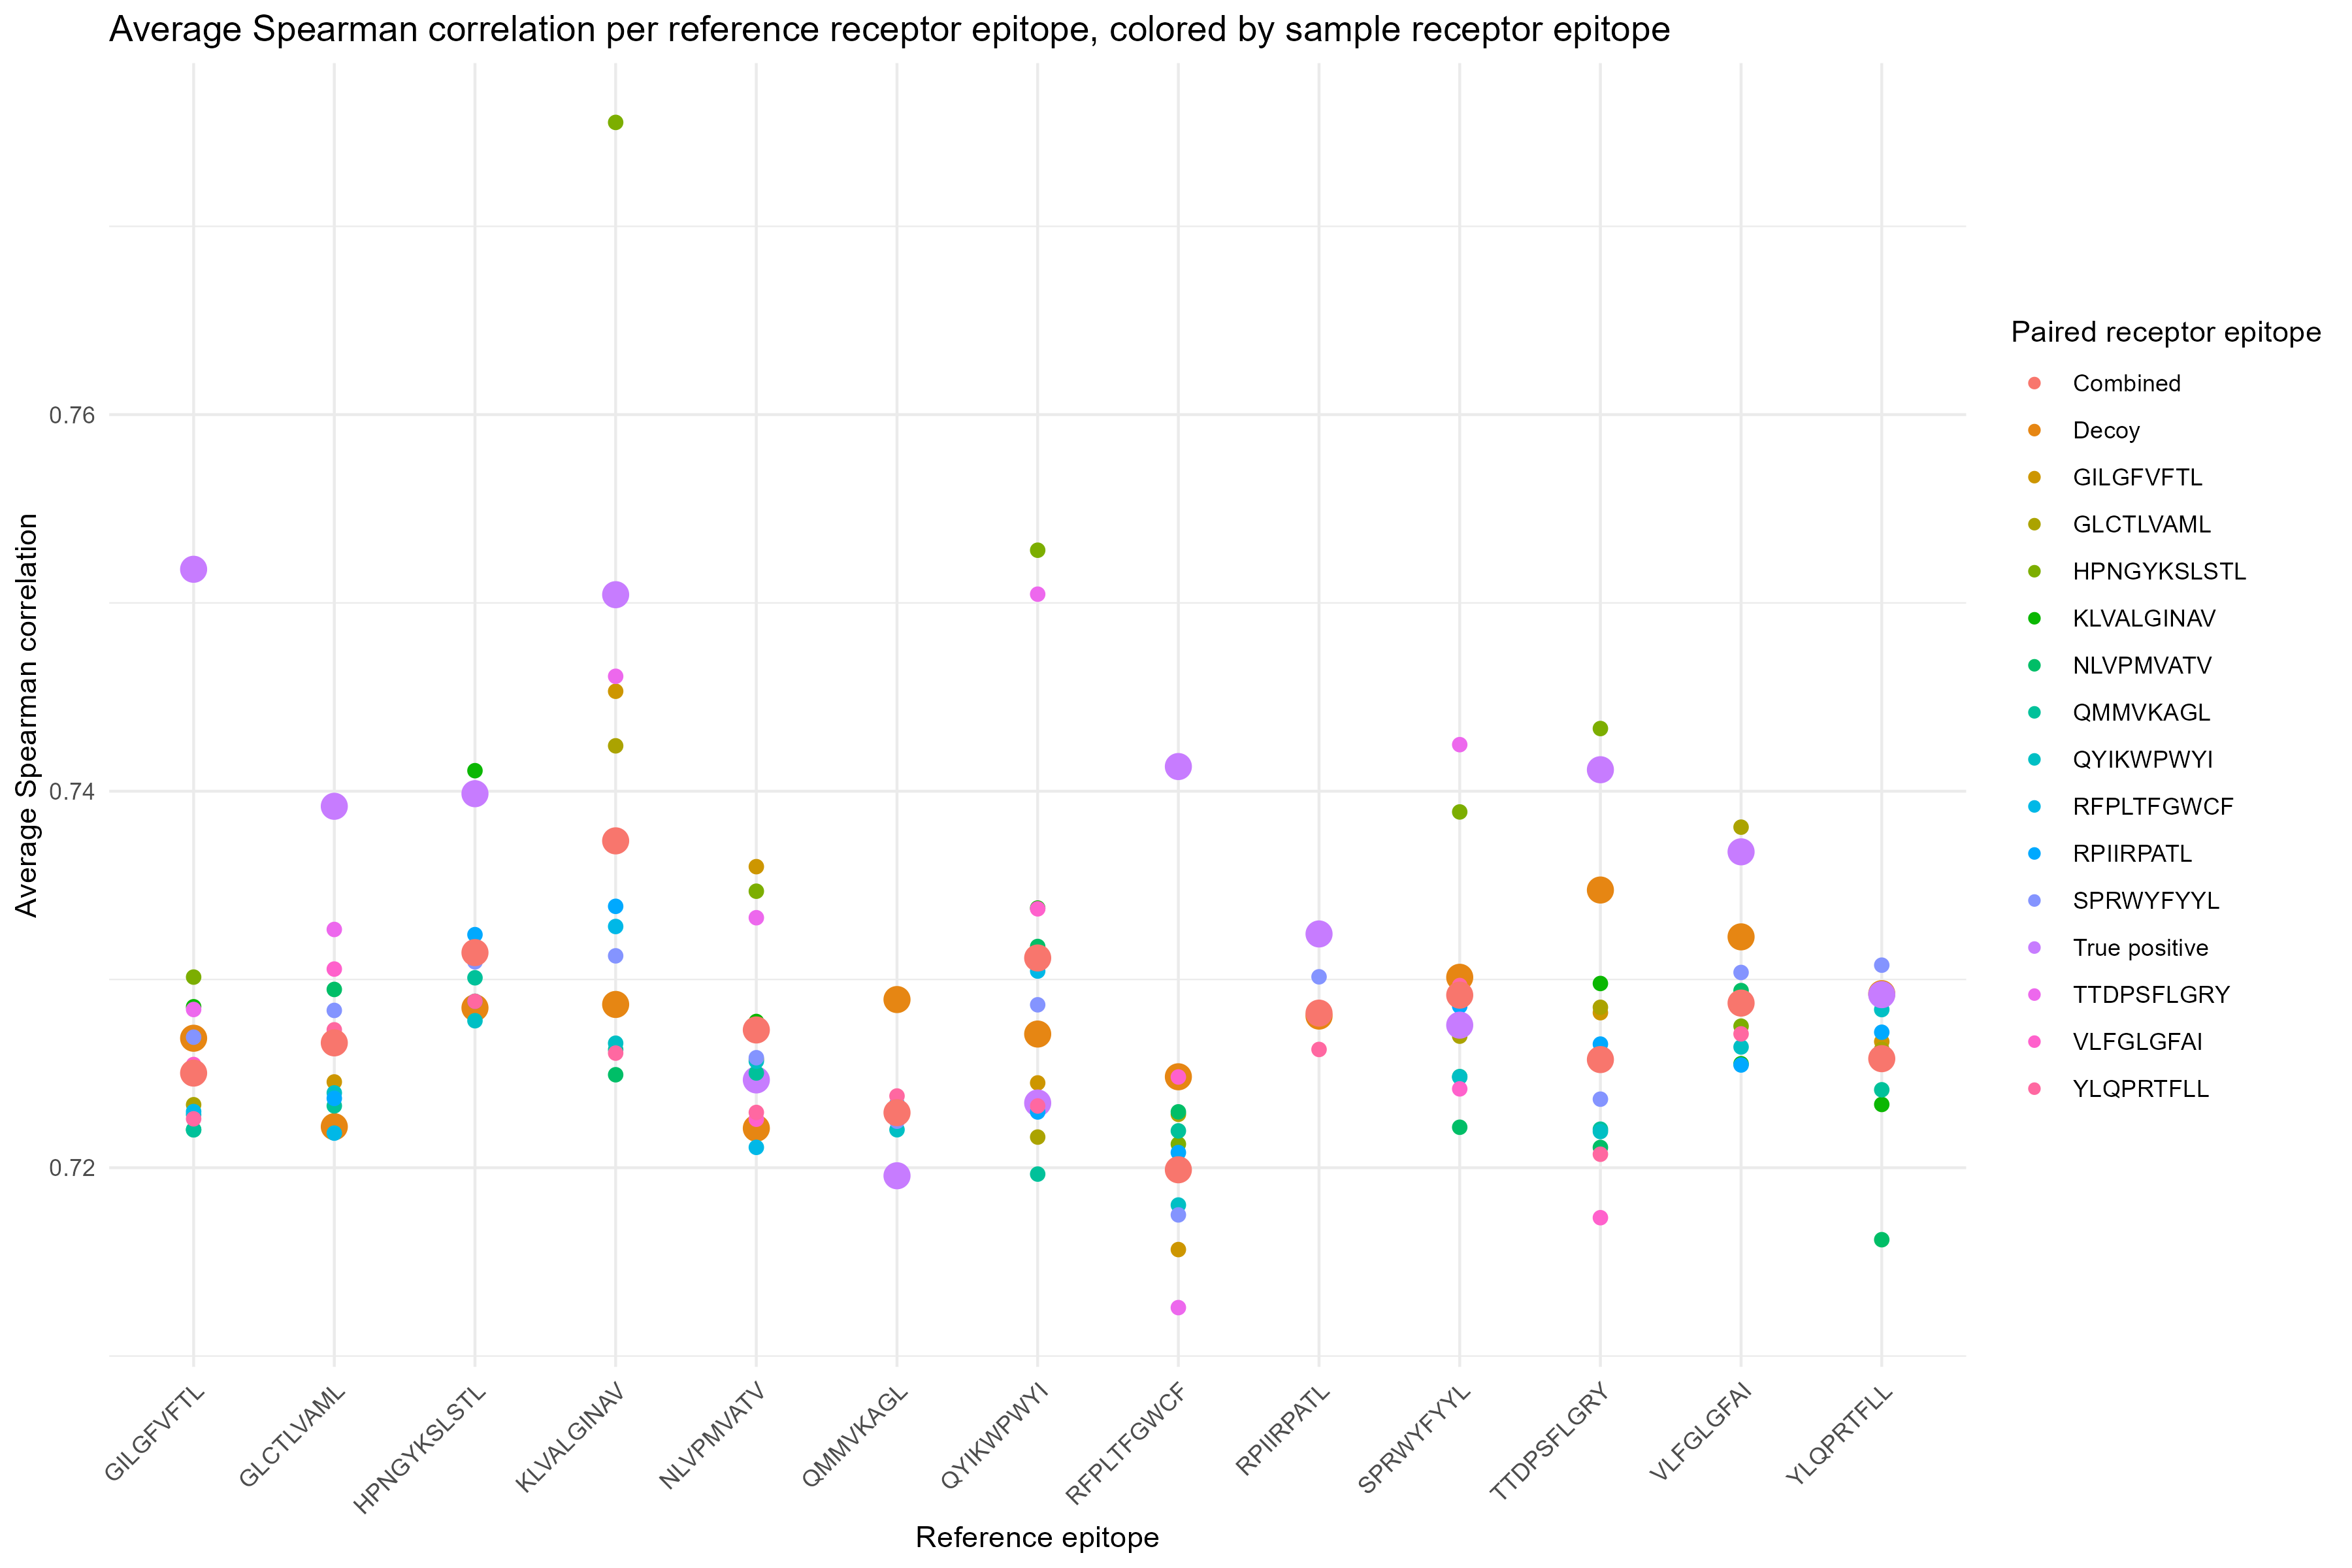 Average Spearman correlation per reference receptor epitope, colored by sample receptor epitope
Average Spearman correlation
0.76
0.74
0.72
GILGFVFTL
GLCTLVAML
HPNGYKSLSTL
KLVALGINAV
NLVPMVATV
QMMVKAGL
QYIKWPWYI
RFPLTFGWCF
RPIIRPATL
SPRWYFYYL
TTDPSFLGRY
VLFGLGFAI
YLQPRTFLL
Reference epitope
Paired receptor epitope
Combined
Decoy
GILGFVFTL
GLCTLVAML
HPNGYKSLSTL
KLVALGINAV
NLVPMVATV
QMMVKAGL
QYIKWPWYI
RFPLTFGWCF
RPIIRPATL
SPRWYFYYL
True positive
TTDPSFLGRY
VLFGLGFAI
YLQPRTFLL